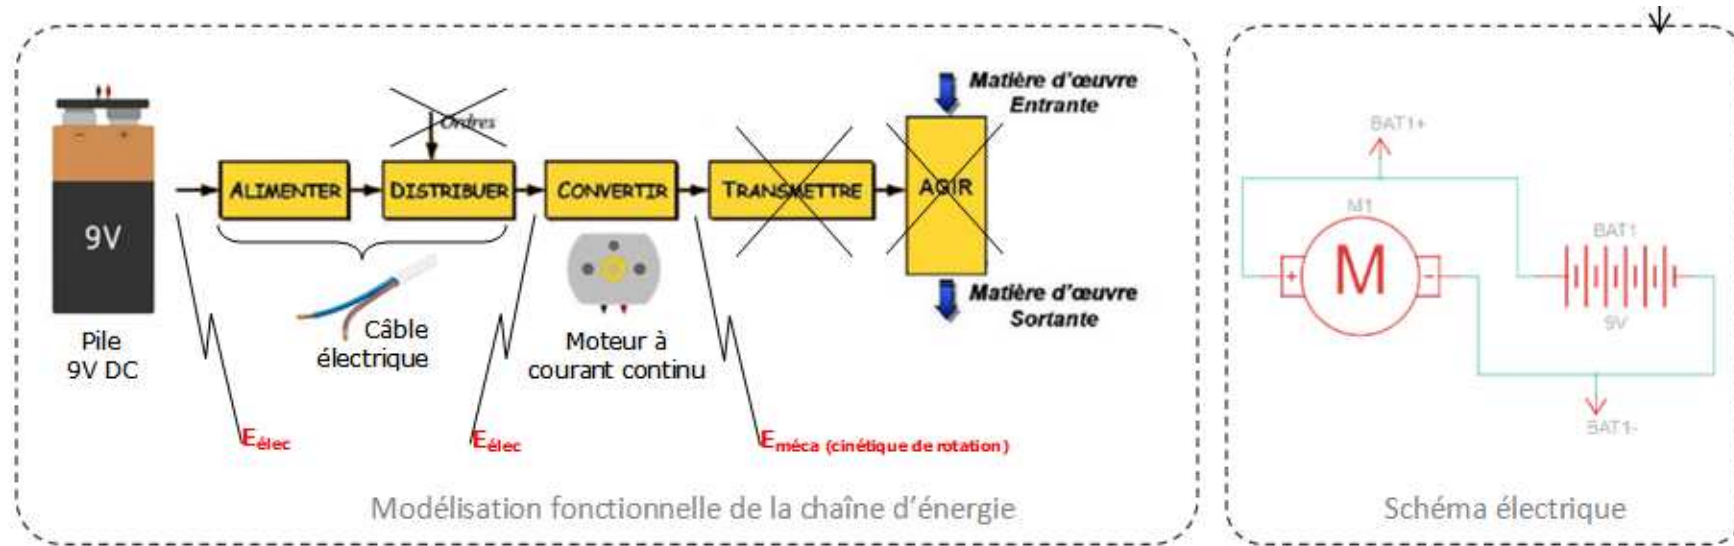 9V
− +
Pile
9V DC
Ordres
ALIMENTER
DISTRIBUER
CONVERTIR
TRANSMETTRE
AGIR
Matière d'œuvre
Entrante
Matière d'œuvre
Sortante
Câble
électrique
Moteur à
courant continu
Eélec
Eélec
Eméca (cinétique de rotation)
Modélisation fonctionnelle de la chaîne d'énergie
BAT1+
M1
+ M −
BAT1
9V
BAT1-
Schéma électrique